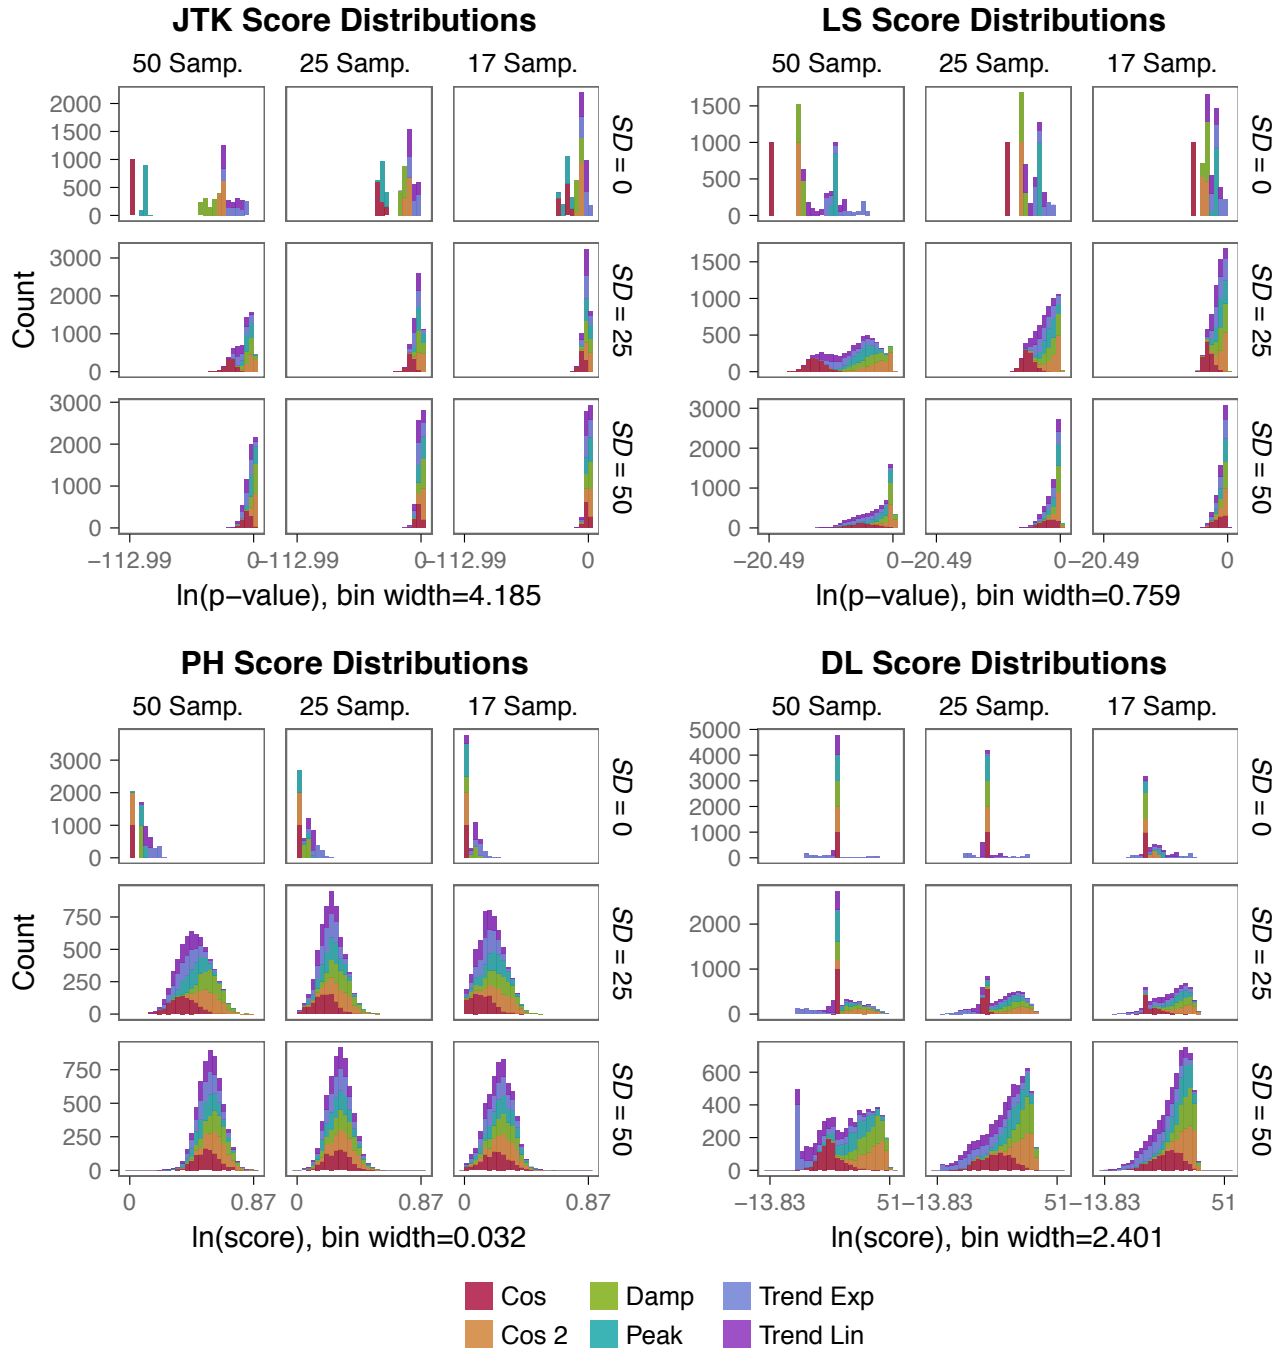 JTK Score Distributions
50 Samp. 25 Samp. 17 Samp.
2000
1500
1000
500
0
SD = 0
3000
2000
1000
0
SD = 25
3000
2000
1000
0
SD = 50
Count
−112.99 0 −112.99 0 −112.99 0
ln(p−value), bin width=4.185
LS Score Distributions
50 Samp. 25 Samp. 17 Samp.
1500
1000
500
0
SD = 0
1500
1000
500
0
SD = 25
3000
2000
1000
0
SD = 50
−20.49 0 −20.49 0 −20.49 0
ln(p−value), bin width=0.759
PH Score Distributions
50 Samp. 25 Samp. 17 Samp.
3000
2000
1000
0
SD = 0
750
500
250
0
SD = 25
750
500
250
0
SD = 50
Count
0 0.87 0 0.87 0 0.87
ln(score), bin width=0.032
DL Score Distributions
50 Samp. 25 Samp. 17 Samp.
5000
4000
3000
2000
1000
0
SD = 0
2000
1000
0
SD = 25
600
400
200
0
SD = 50
−13.83 51 −13.83 51 −13.83 51
ln(score), bin width=2.401
Cos Damp Trend Exp
Cos 2 Peak Trend Lin